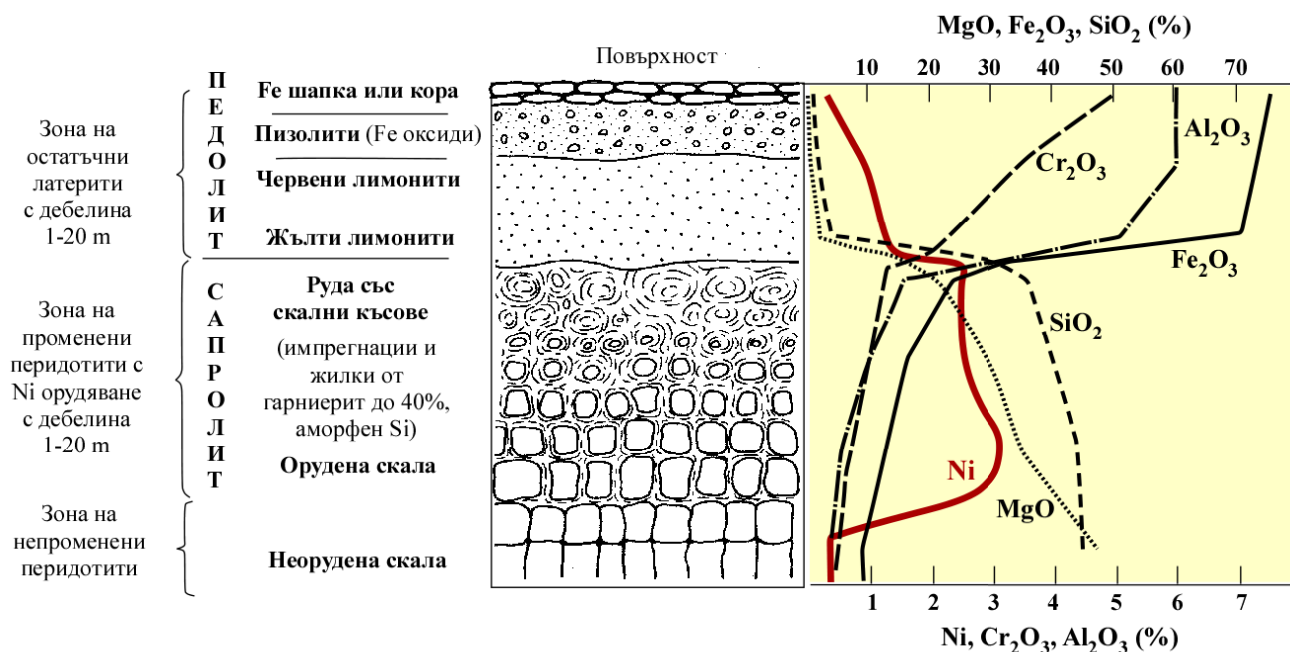 Зона на
остатъчни
латерити
с дебелина
1-20 m
Зона на
променени
перидотити с
Ni орудяване
с дебелина
1-20 m
Зона на
непроменени
перидотити
ПЕДОЛИТ
САПРОЛИТ
Fe шапка или кора
Пизолити (Fe оксиди)
Червени лимонити
Жълти лимонити
Руда със
скални късове
(импрегнации и
жилки от
гарниерит до 40%,
аморфен Si)
Орудена скала
Неорудена скала
Повърхност
MgO, Fe₂O₃, SiO₂ (%)
10 20 30 40 50 60 70
Al₂O₃
Cr₂O₃
Fe₂O₃
SiO₂
Ni
MgO
1 2 3 4 5 6 7
Ni, Cr₂O₃, Al₂O₃ (%)